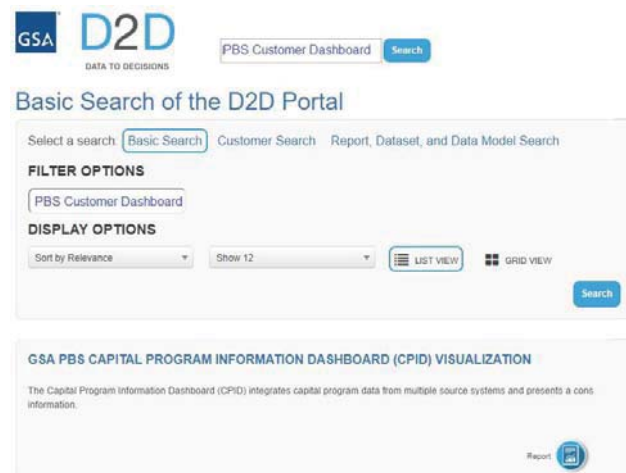 GSA
D2D
DATA TO DECISIONS
PBS Customer Dashboard Search
Basic Search of the D2D Portal
Select a search Basic Search Customer Search Report, Dataset, and Data Model Search
FILTER OPTIONS
PBS Customer Dashboard
DISPLAY OPTIONS
Sort by Relevance Show 12 LIST VIEW GRID VIEW
Search
GSA PBS CAPITAL PROGRAM INFORMATION DASHBOARD (CPID) VISUALIZATION
The Capital Program Information Dashboard (CPID) integrates capital program data from multiple source systems and presents a cons
information.
Report